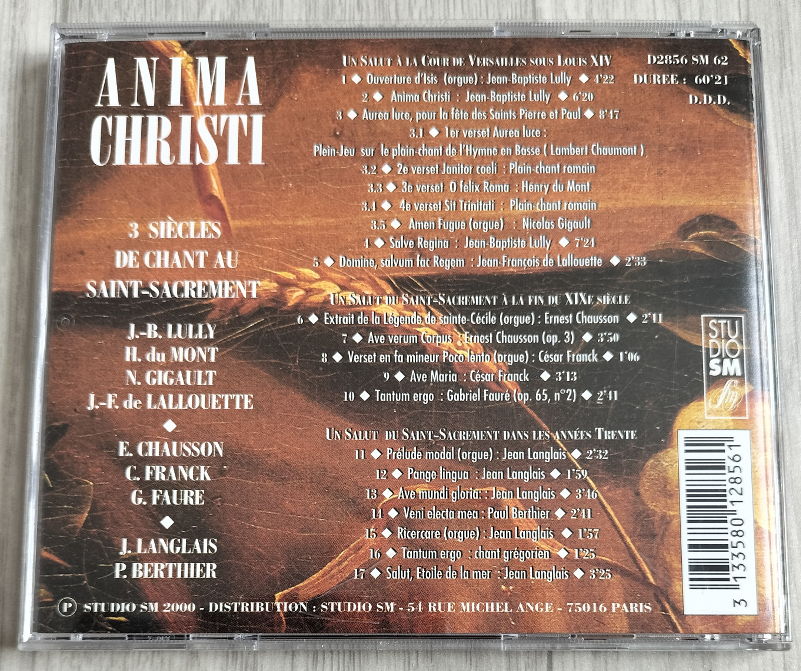 ANIMA
CHRISTI
3 SIÈCLES
DE CHANT AU
SAINT-SACREMENT
J.-B. LULLY
H. du MONT
N. GIGAULT
J.-F. de LALLOUETTE
◆
E. CHAUSSON
C. FRANCK
G. FAURE
◆
J. LANGLAIS
P. BERTHIER
UN SALUT À LA COUR DE VERSAILLES SOUS LOUIS XIV
1 ◆ Ouverture d'Isis (orgue) : Jean-Baptiste Lully ◆ 4'22
2 ◆ Anima Christi : Jean-Baptiste Lully ◆ 6'20
3 ◆ Aurea luce, pour la fête des Saints Pierre et Paul ◆ 8'47
3.1 ◆ 1er verset Aurea luce :
Plein-Jeu sur le plain-chant de l'Hymne en Basse ( Lambert Chaumont )
3.2 ◆ 2e verset Janitor coeli : Plain-chant romain
3.3 ◆ 3e verset O felix Roma : Henry du Mont
3.4 ◆ 4e verset Sit Trinitati : Plain-chant romain
3.5 ◆ Amen Fugue (orgue) : Nicolas Gigault
4 ◆ Salve Regina : Jean-Baptiste Lully ◆ 7'24
5 ◆ Domine, salvum fac Regem : Jean-François de Lallouette ◆ 2'33
UN SALUT DU SAINT-SACREMENT À LA FIN DU XIXE SIÈCLE
6 ◆ Extrait de la Légende de sainte-Cécile (orgue) : Ernest Chausson ◆ 2'41
7 ◆ Ave verum Corpus : Ernest Chausson (op. 3) ◆ 3'50
8 ◆ Verset en fa mineur Poco lento (orgue) : César Franck ◆ 1'06
9 ◆ Ave Maria : César Franck ◆ 3'13
10 ◆ Tantum ergo : Gabriel Fauré (op. 65, n°2) ◆ 2'41
UN SALUT DU SAINT-SACREMENT DANS LES ANNÉES TRENTE
11 ◆ Prélude modal (orgue) : Jean Langlais ◆ 2'32
12 ◆ Pange lingua : Jean Langlais ◆ 1'59
13 ◆ Ave mundi gloria : Jean Langlais ◆ 3'46
14 ◆ Veni electa mea : Paul Berthier ◆ 2'41
15 ◆ Ricercare (orgue) : Jean Langlais ◆ 1'57
16 ◆ Tantum ergo : chant grégorien ◆ 1'25
17 ◆ Salut, Etoile de la mer : Jean Langlais ◆ 3'25
D2856 SM 62
DURÉE : 60'21
D.D.D.
STU
DIO
SM
3 133580 128561
Ⓟ STUDIO SM 2000 - DISTRIBUTION : STUDIO SM - 54 RUE MICHEL ANGE - 75016 PARIS